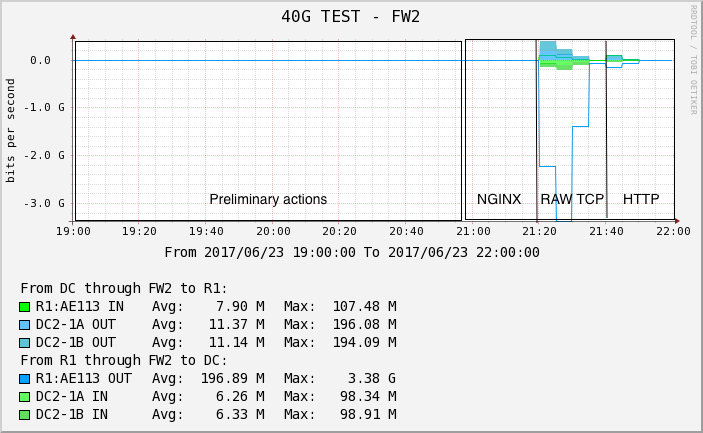 40G TEST - FW2
RRDTOOL / TOBI OETIKER
bits per second
0.0
-1.0 G
-2.0 G
-3.0 G
Preliminary actions
NGINX
RAW TCP
HTTP
19:00 19:20 19:40 20:00 20:20 20:40 21:00 21:20 21:40 22:00
From 2017/06/23 19:00:00 To 2017/06/23 22:00:00
From DC through FW2 to R1:
R1:AE113 IN Avg: 7.90 M Max: 107.48 M
DC2-1A OUT Avg: 11.37 M Max: 196.08 M
DC2-1B OUT Avg: 11.14 M Max: 194.09 M
From R1 through FW2 to DC:
R1:AE113 OUT Avg: 196.89 M Max: 3.38 G
DC2-1A IN Avg: 6.26 M Max: 98.34 M
DC2-1B IN Avg: 6.33 M Max: 98.91 M